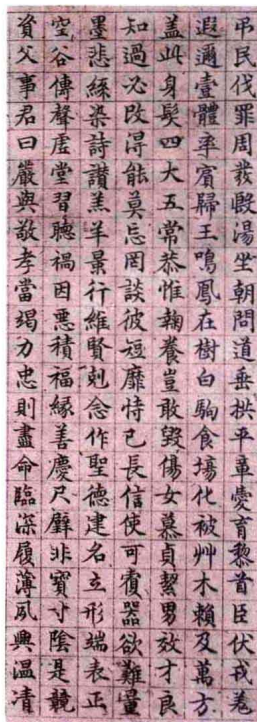 吊民伐罪周發殷湯坐朝問道垂拱平章愛育黎首臣伏戎羌
遐邇壹體率賓歸王鳴鳳在樹白駒食場化被艸木賴及萬方
盖此身髮四大五常恭惟鞠養豈敢毀傷女慕貞絜男效才良
知過必改得能莫忘罔談彼短靡恃己長信使可覆器欲難量
墨悲絲染詩讚羔羊景行維賢剋念作聖德建名立形端表正
空谷傳聲虛堂習聽禍因惡積福緣善慶尺璧非寶寸陰是競
資父事君曰嚴與敬孝當竭力忠則盡命臨深履薄夙興温清